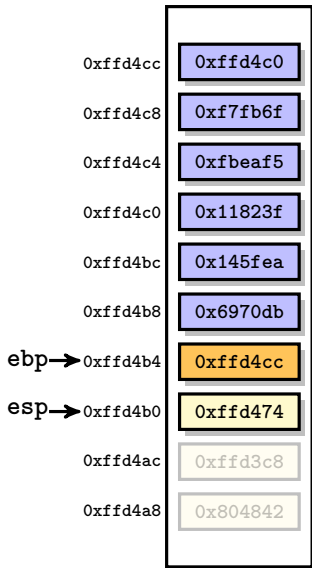 0xffd4cc 0xffd4c0
0xffd4c8 0xf7fb6f
0xffd4c4 0xfbeaf5
0xffd4c0 0x11823f
0xffd4bc 0x145fea
0xffd4b8 0x6970db
ebp 0xffd4b4 0xffd4cc
esp 0xffd4b0 0xffd474
0xffd4ac 0xffd3c8
0xffd4a8 0x804842